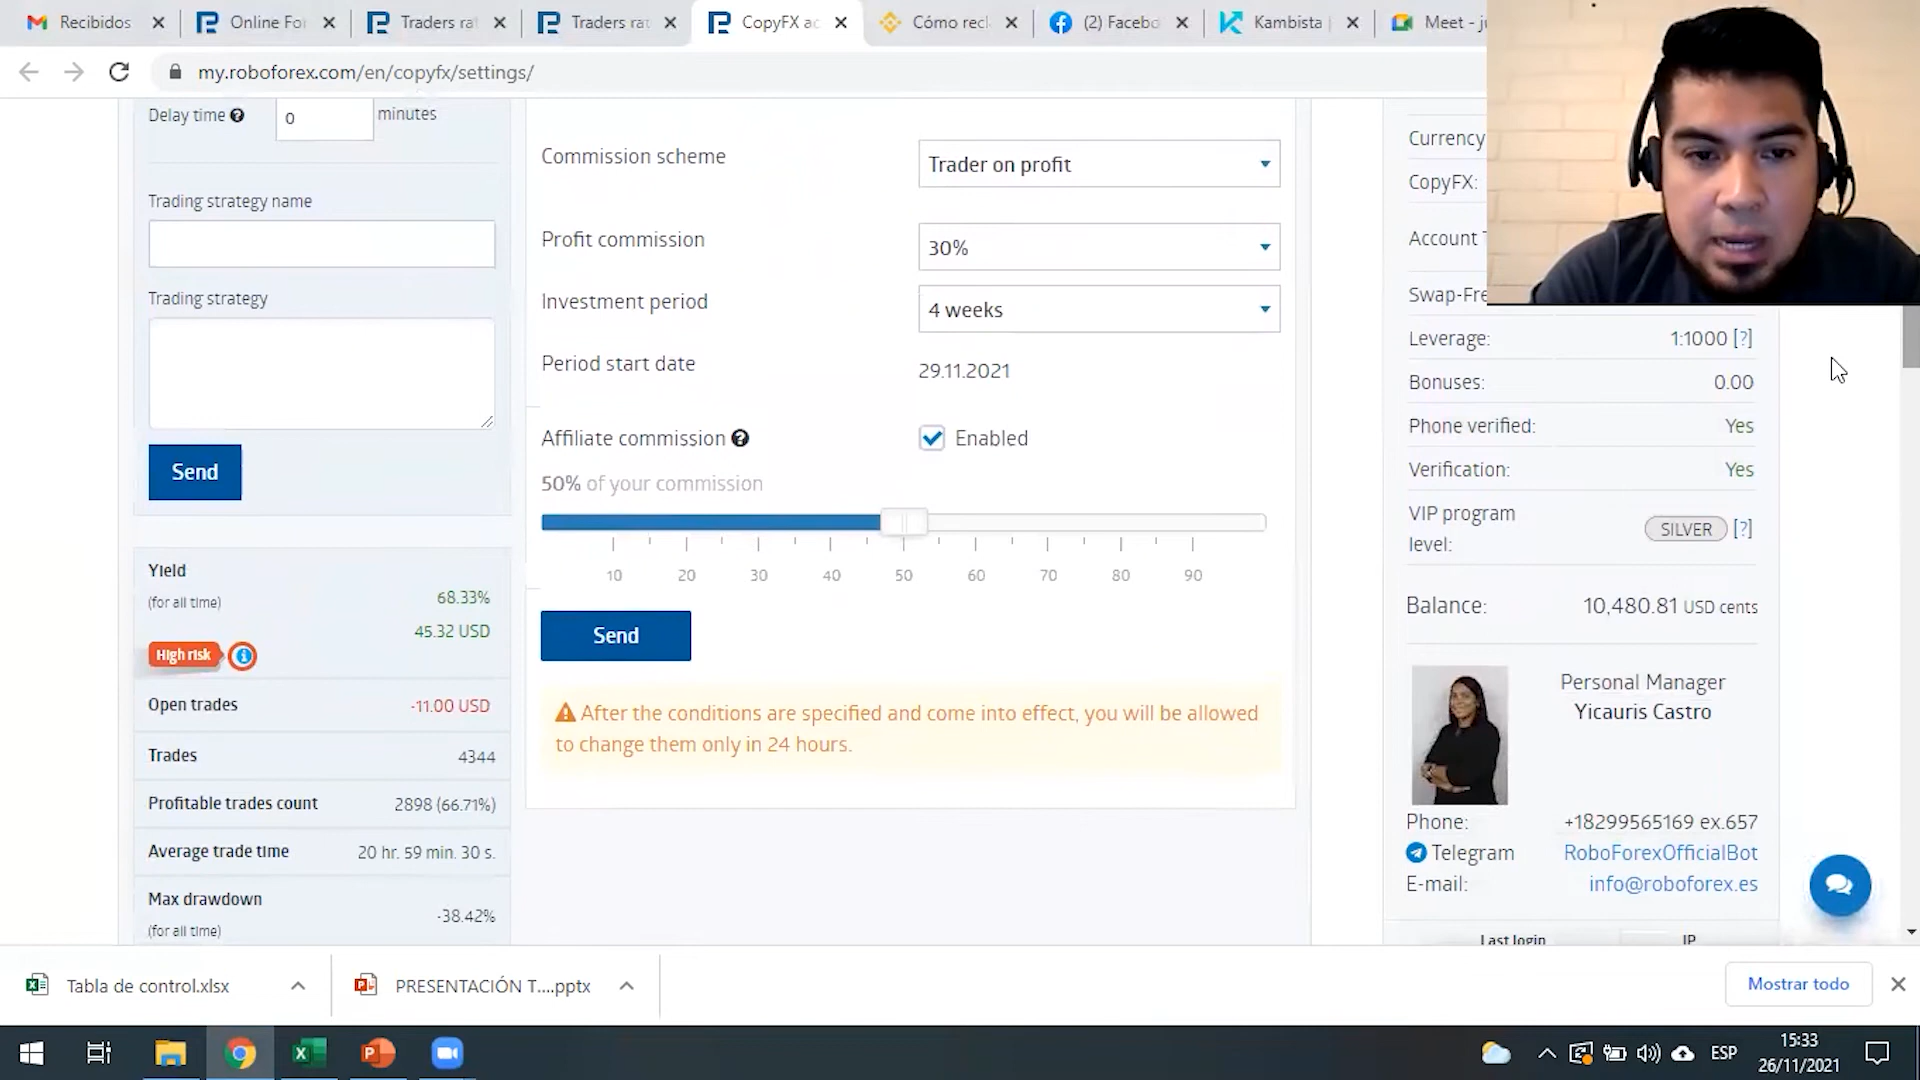 Recibidos
Online Fo
Traders rat
Traders rat
CopyFX ac
Cómo recl
(2) Facebo
Kambista |
Meet - ju
my.roboforex.com/en/copyfx/settings/
Delay time
0
minutes
Trading strategy name
Trading strategy
Send
Yield
(for all time)
68.33%
45.32 USD
High risk
Open trades
-11.00 USD
Trades
4344
Profitable trades count
2898 (66.71%)
Average trade time
20 hr. 59 min. 30 s.
Max drawdown
(for all time)
-38.42%
Commission scheme
Trader on profit
Profit commission
30%
Investment period
4 weeks
Period start date
29.11.2021
Affiliate commission
Enabled
50% of your commission
10 20 30 40 50 60 70 80 90
Send
After the conditions are specified and come into effect, you will be allowed
to change them only in 24 hours.
Currency
CopyFX:
Account
Swap-Fre
Leverage:
1:1000 [?]
Bonuses:
0.00
Phone verified:
Yes
Verification:
Yes
VIP program
level:
SILVER [?]
Balance:
10,480.81 USD cents
Personal Manager
Yicauris Castro
Phone:
+18299565169 ex.657
Telegram
RoboForexOfficialBot
E-mail:
info@roboforex.es
Last login
IP
Tabla de control.xlsx
PRESENTACIÓN T....pptx
Mostrar todo
ESP
15:33
26/11/2021